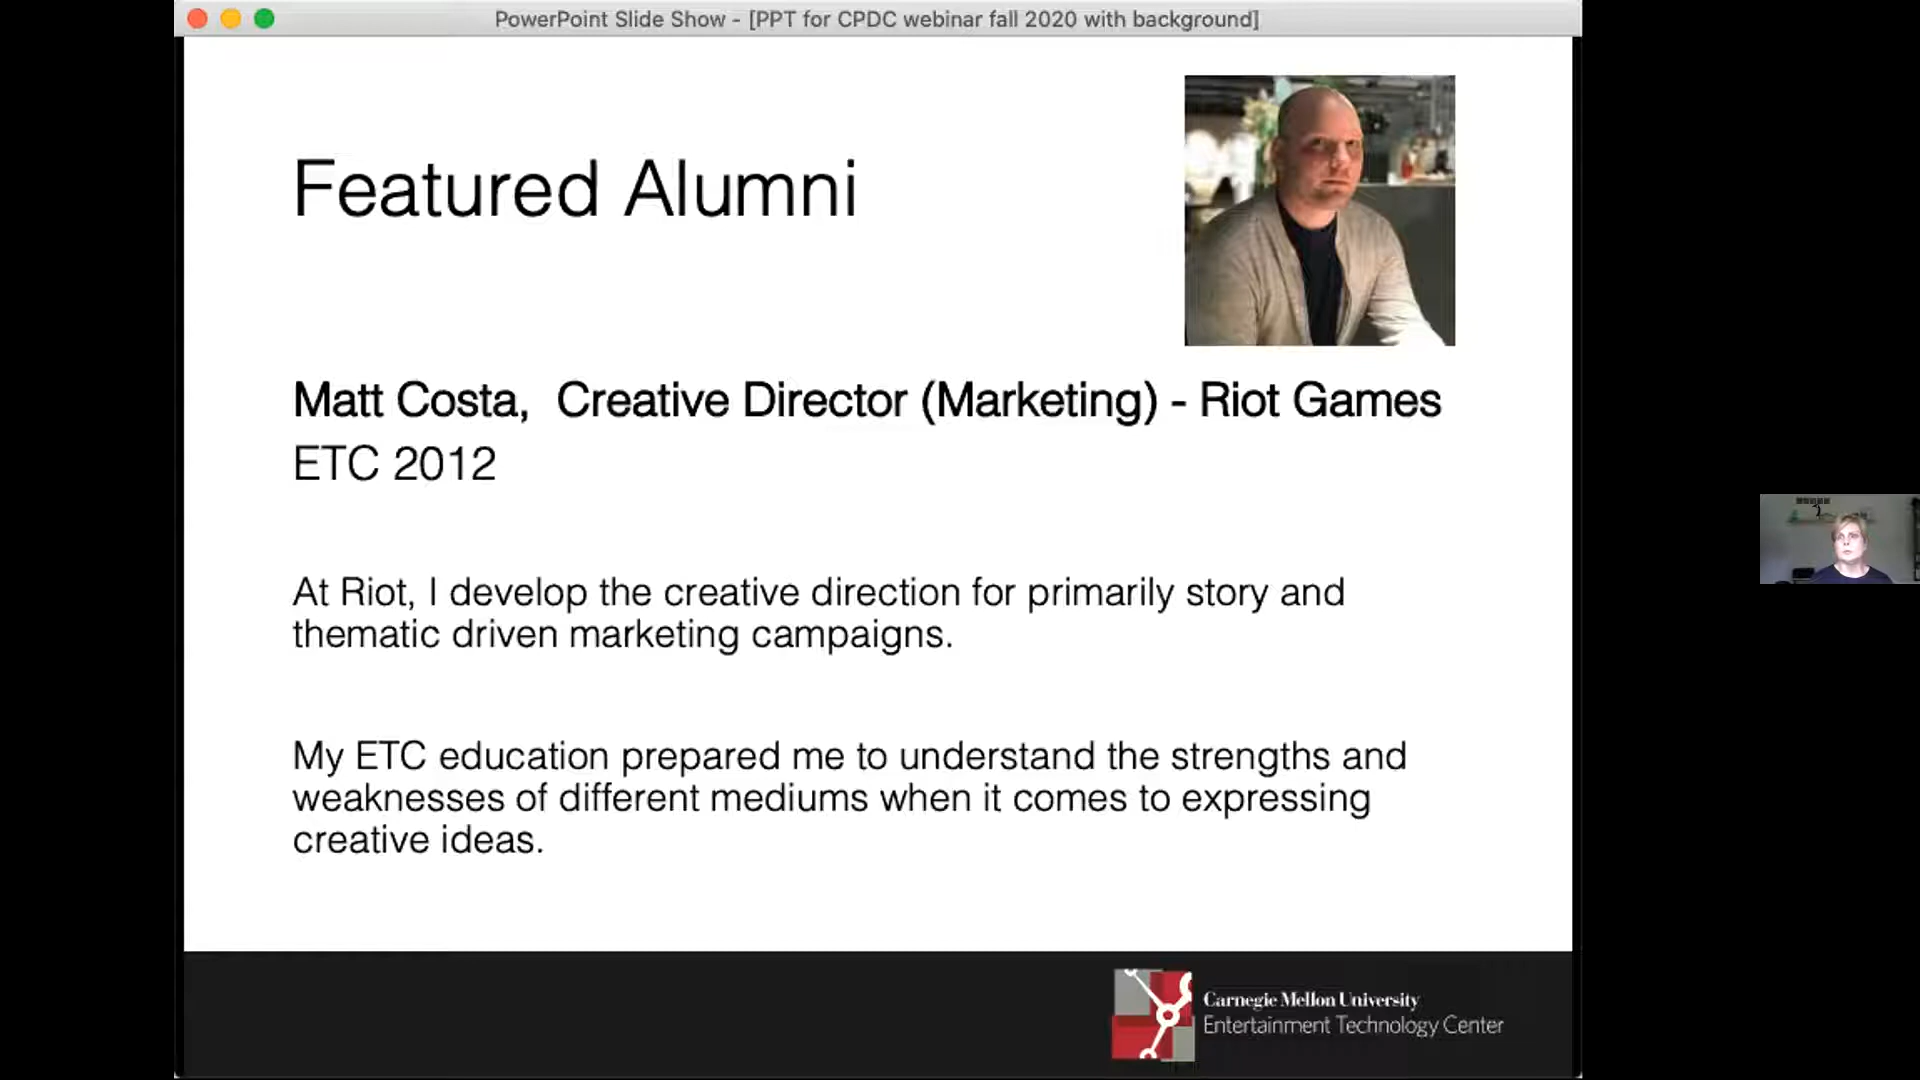 PowerPoint Slide Show - [PPT for CPDC webinar fall 2020 with background]
Featured Alumni
Matt Costa,  Creative Director (Marketing) - Riot Games
ETC 2012
At Riot, I develop the creative direction for primarily story and
thematic driven marketing campaigns.
My ETC education prepared me to understand the strengths and
weaknesses of different mediums when it comes to expressing
creative ideas.
Carnegie Mellon University
Entertainment Technology Center